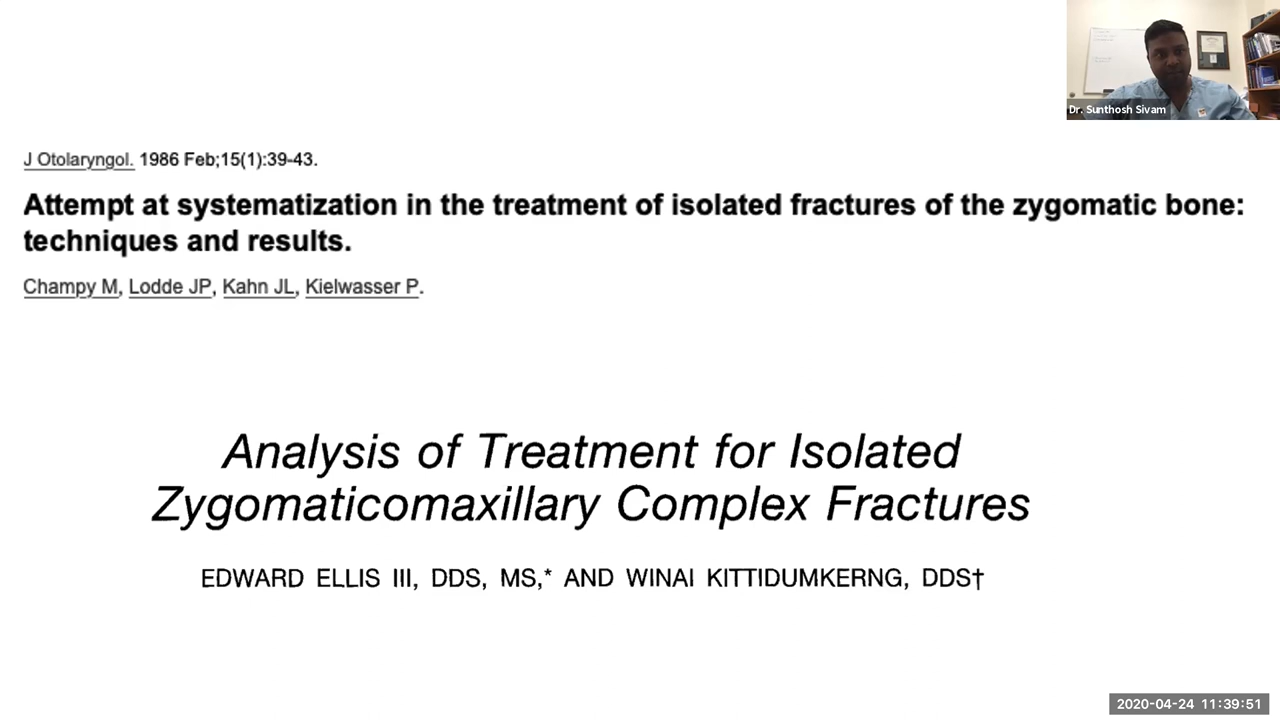 Dr. Sunthosh Sivam
J Otolaryngol. 1986 Feb;15(1):39-43.
Attempt at systematization in the treatment of isolated fractures of the zygomatic bone:
techniques and results.
Champy M, Lodde JP, Kahn JL, Kielwasser P.
Analysis of Treatment for Isolated
Zygomaticomaxillary Complex Fractures
EDWARD ELLIS III, DDS, MS,* AND WINAI KITTIDUMKERNG, DDS†
2020-04-24 11:39:51